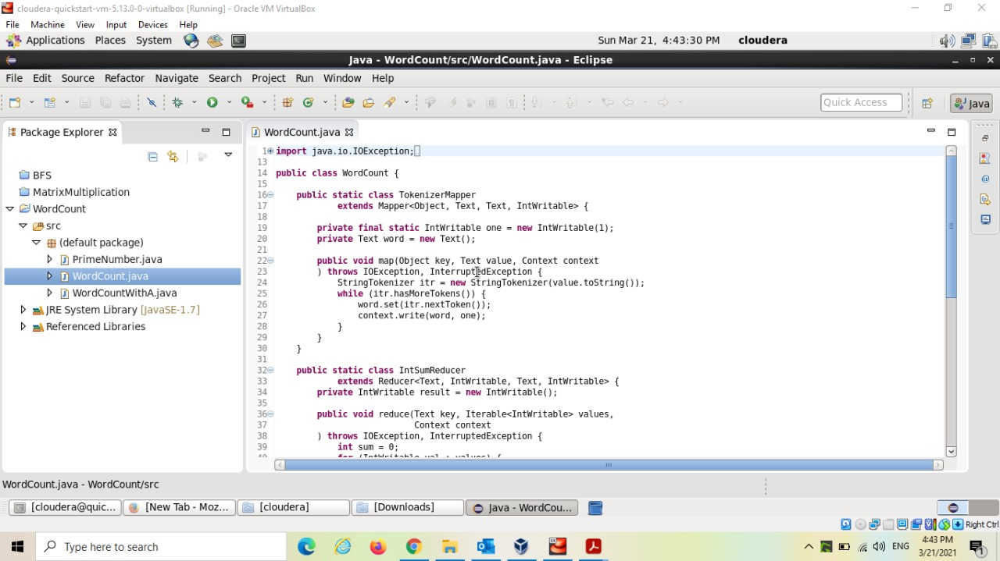 cloudera-quickstart-vm-5.13.0-0-virtualbox [Running] - Oracle VM VirtualBox
File Machine View Input Devices Help
Applications Places System Sun Mar 21, 4:43:30 PM cloudera
Java - WordCount/src/WordCount.java - Eclipse
File Edit Source Refactor Navigate Search Project Run Window Help
Quick Access Java
Package Explorer
BFS
MatrixMultiplication
WordCount
src
(default package)
PrimeNumber.java
WordCount.java
WordCountWithA.java
JRE System Library [JavaSE-1.7]
Referenced Libraries
WordCount.java
1 import java.io.IOException;
13
14 public class WordCount {
15
16 public static class TokenizerMapper
17 extends Mapper<Object, Text, Text, IntWritable> {
18
19 private final static IntWritable one = new IntWritable(1);
20 private Text word = new Text();
21
22 public void map(Object key, Text value, Context context
23 ) throws IOException, InterruptedException {
24 StringTokenizer itr = new StringTokenizer(value.toString());
25 while (itr.hasMoreTokens()) {
26 word.set(itr.nextToken());
27 context.write(word, one);
28 }
29 }
30 }
31
32 public static class IntSumReducer
33 extends Reducer<Text, IntWritable, Text, IntWritable> {
34 private IntWritable result = new IntWritable();
35
36 public void reduce(Text key, Iterable<IntWritable> values,
37 Context context
38 ) throws IOException, InterruptedException {
39 int sum = 0;
40 for (IntWritable val : values) {
WordCount.java - WordCount/src
[cloudera@quic... [New Tab - Moz... [cloudera] [Downloads] Java - WordCou...
Right Ctrl
Type here to search
ENG
4:43 PM
3/21/2021
1